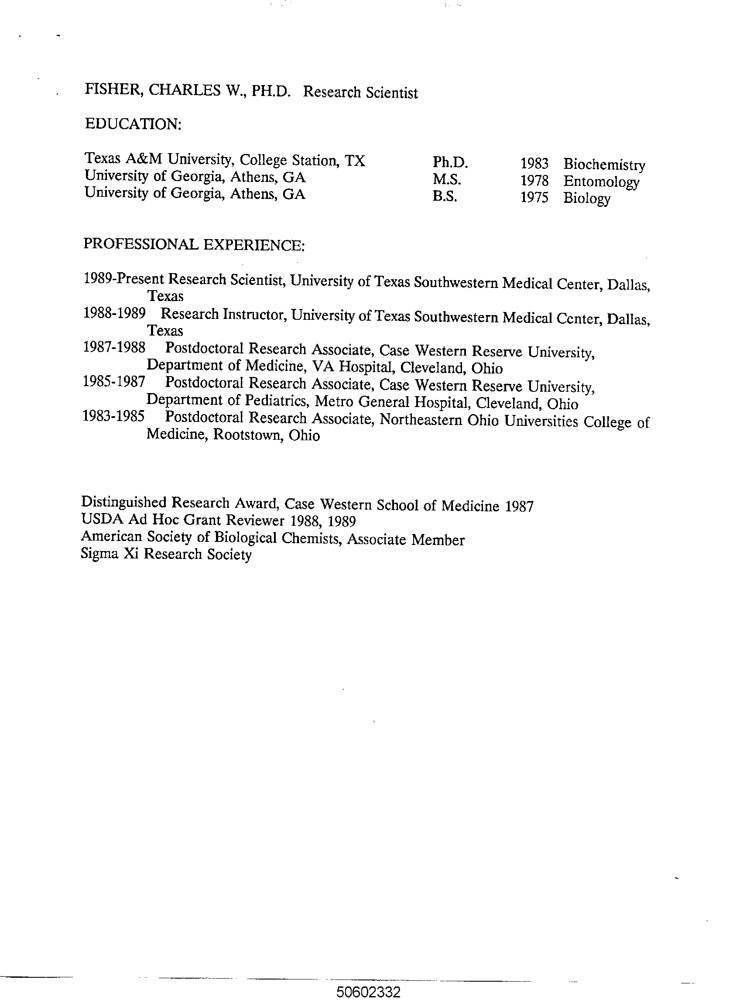 FISHER, CHARLES W., PH.D. Research Scientist
EDUCATION:
Texas A&M University, College Station, TX Ph.D. 1983 Biochemistry
University of Georgia, Athens, GA M.S. 1978 Entomology
University of Georgia, Athens, GA B.S. 1975 Biology
PROFESSIONAL EXPERIENCE:
1989-Present Research Scientist, University of Texas Southwestern Medical Center, Dallas,
Texas
1988-1989 Research Instructor, University of Texas Southwestern Medical Center, Dallas,
Texas
1987-1988 Postdoctoral Research Associate, Case Western Reserve University,
Department of Medicine, VA Hospital, Cleveland, Ohio
1985-1987 Postdoctoral Research Associate, Case Western Reserve University,
Department of Pediatrics, Metro General Hospital, Cleveland, Ohio
1983-1985 Postdoctoral Research Associate, Northeastern Ohio Universities College of
Medicine, Rootstown, Ohio
Distinguished Research Award, Case Western School of Medicine 1987
USDA Ad Hoc Grant Reviewer 1988, 1989
American Society of Biological Chemists, Associate Member
Sigma Xi Research Society
50602332